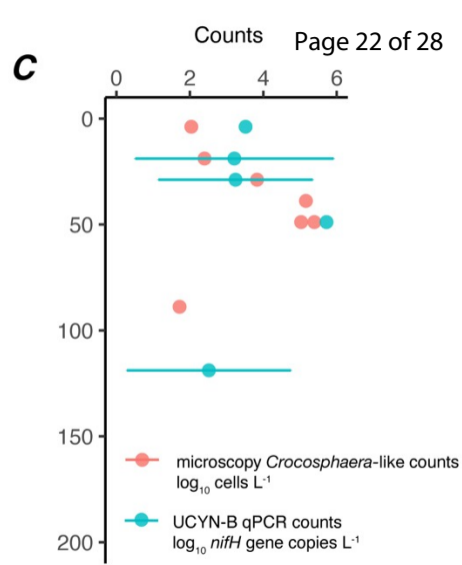 Counts
Page 22 of 28
C
0 2 4 6
0
50
100
150
200
microscopy Crocosphaera-like counts
log₁₀ cells L⁻¹
UCYN-B qPCR counts
log₁₀ nifH gene copies L⁻¹